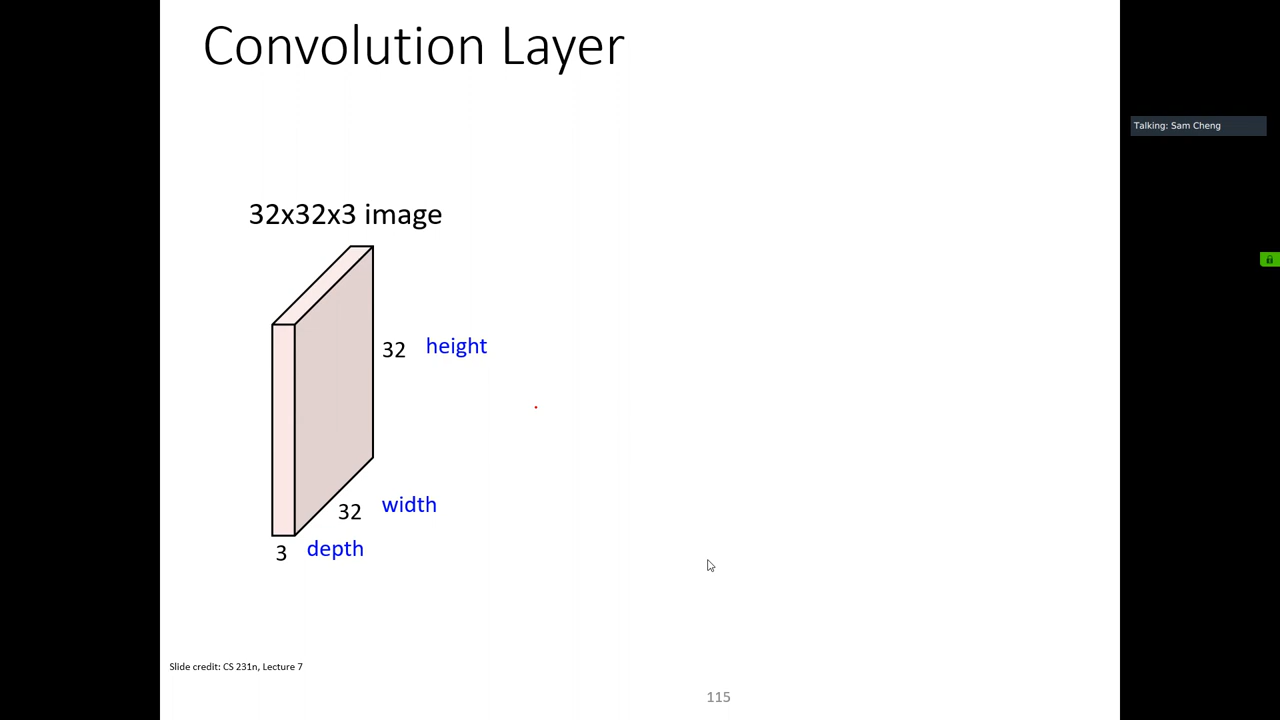 Convolution Layer
Talking: Sam Cheng
32x32x3 image
32 height
32 width
3 depth
Slide credit: CS 231n, Lecture 7
115